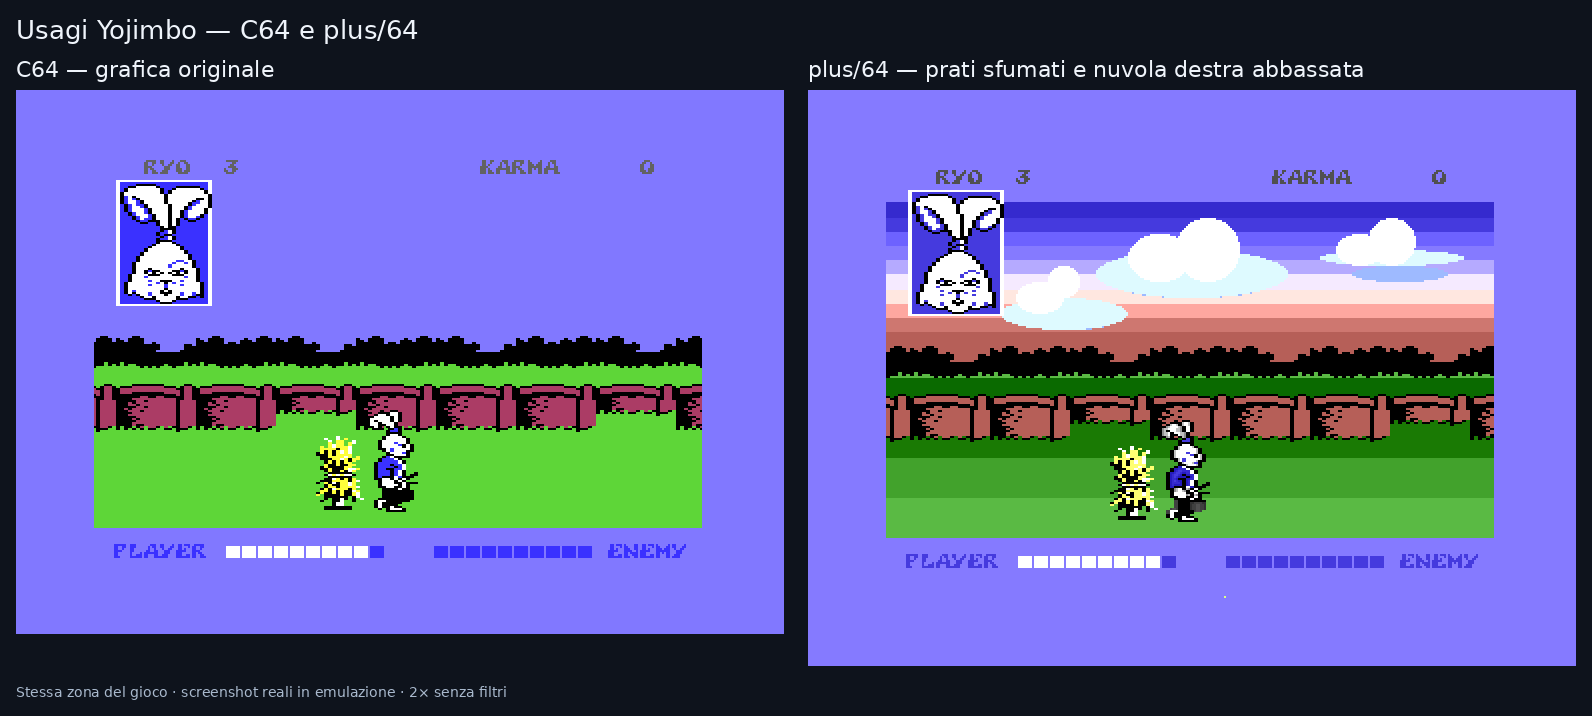 Usagi Yojimbo — C64 e plus/64
C64 — grafica originale
RYO 3 KARMA 0
PLAYER ENEMY
plus/64 — prati sfumati e nuvola destra abbassata
RYO 3 KARMA 0
PLAYER ENEMY
Stessa zona del gioco · screenshot reali in emulazione · 2× senza filtri